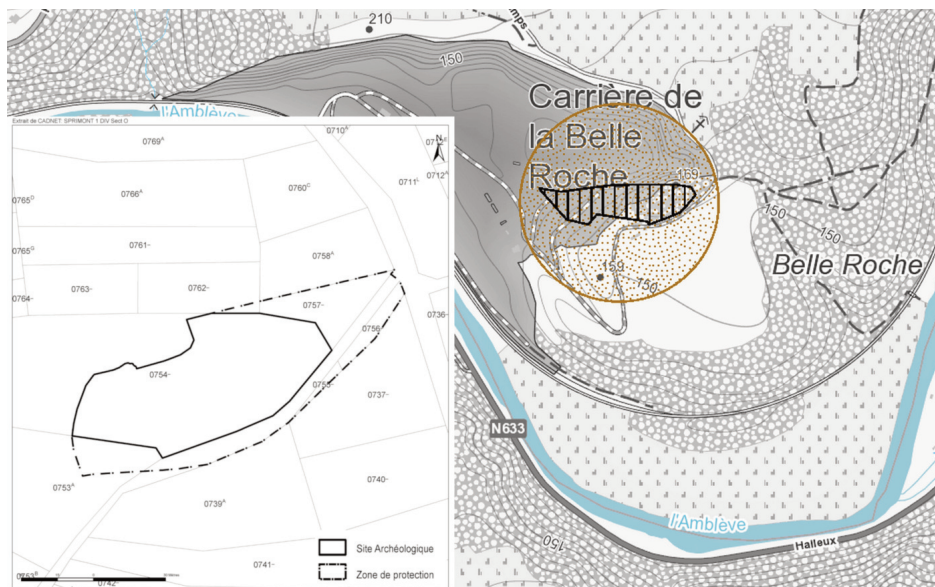 210
150
l'Amblève
Carrière de
la Belle
Roche
159
150
150
159
150
Belle Roche
N633
l'Amblève
Halleux
150
Extrait de CADNET: SPRIMONT 1 DIV Sect O
N
0769A
0710A
0712A
0766A
0760C
0711L
0765D
0765G
0761-
0758A
0764-
0763-
0762-
0757-
0736-
0756-
0754-
0755-
0737-
0753A
0740-
0739A
0741-
0742-
Site Archéologique
Zone de protection